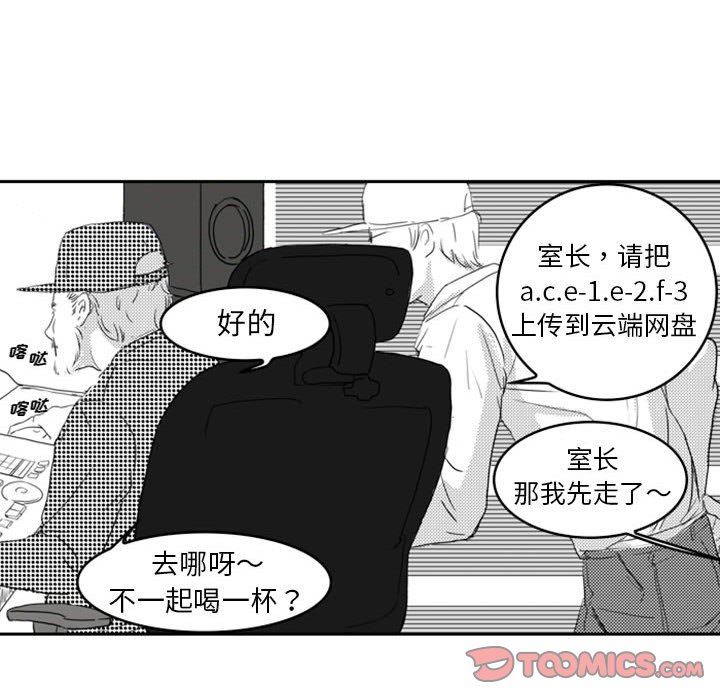 室长，请把
a.c.e-1.e-2.f-3
上传到云端网盘
好的
喀哒
喀哒
室长
那我先走了～
去哪呀～
不一起喝一杯？
TOOMICS.COM